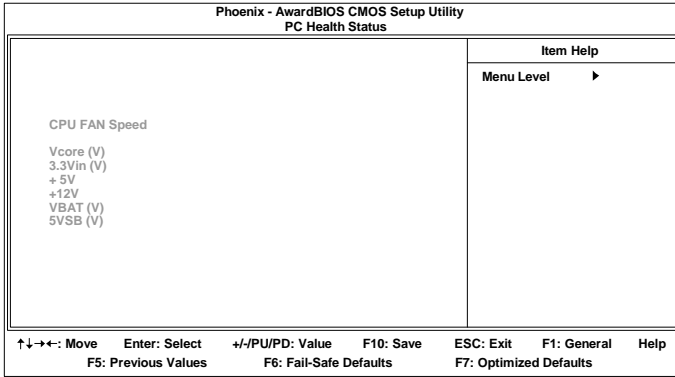 Phoenix - AwardBIOS CMOS Setup Utility
PC Health Status
Item Help
Menu Level ▶
CPU FAN Speed
Vcore (V)
3.3Vin (V)
+ 5V
+12V
VBAT (V)
5VSB (V)
↑↓→←: Move Enter: Select +/-/PU/PD: Value F10: Save ESC: Exit F1: General Help
F5: Previous Values F6: Fail-Safe Defaults F7: Optimized Defaults